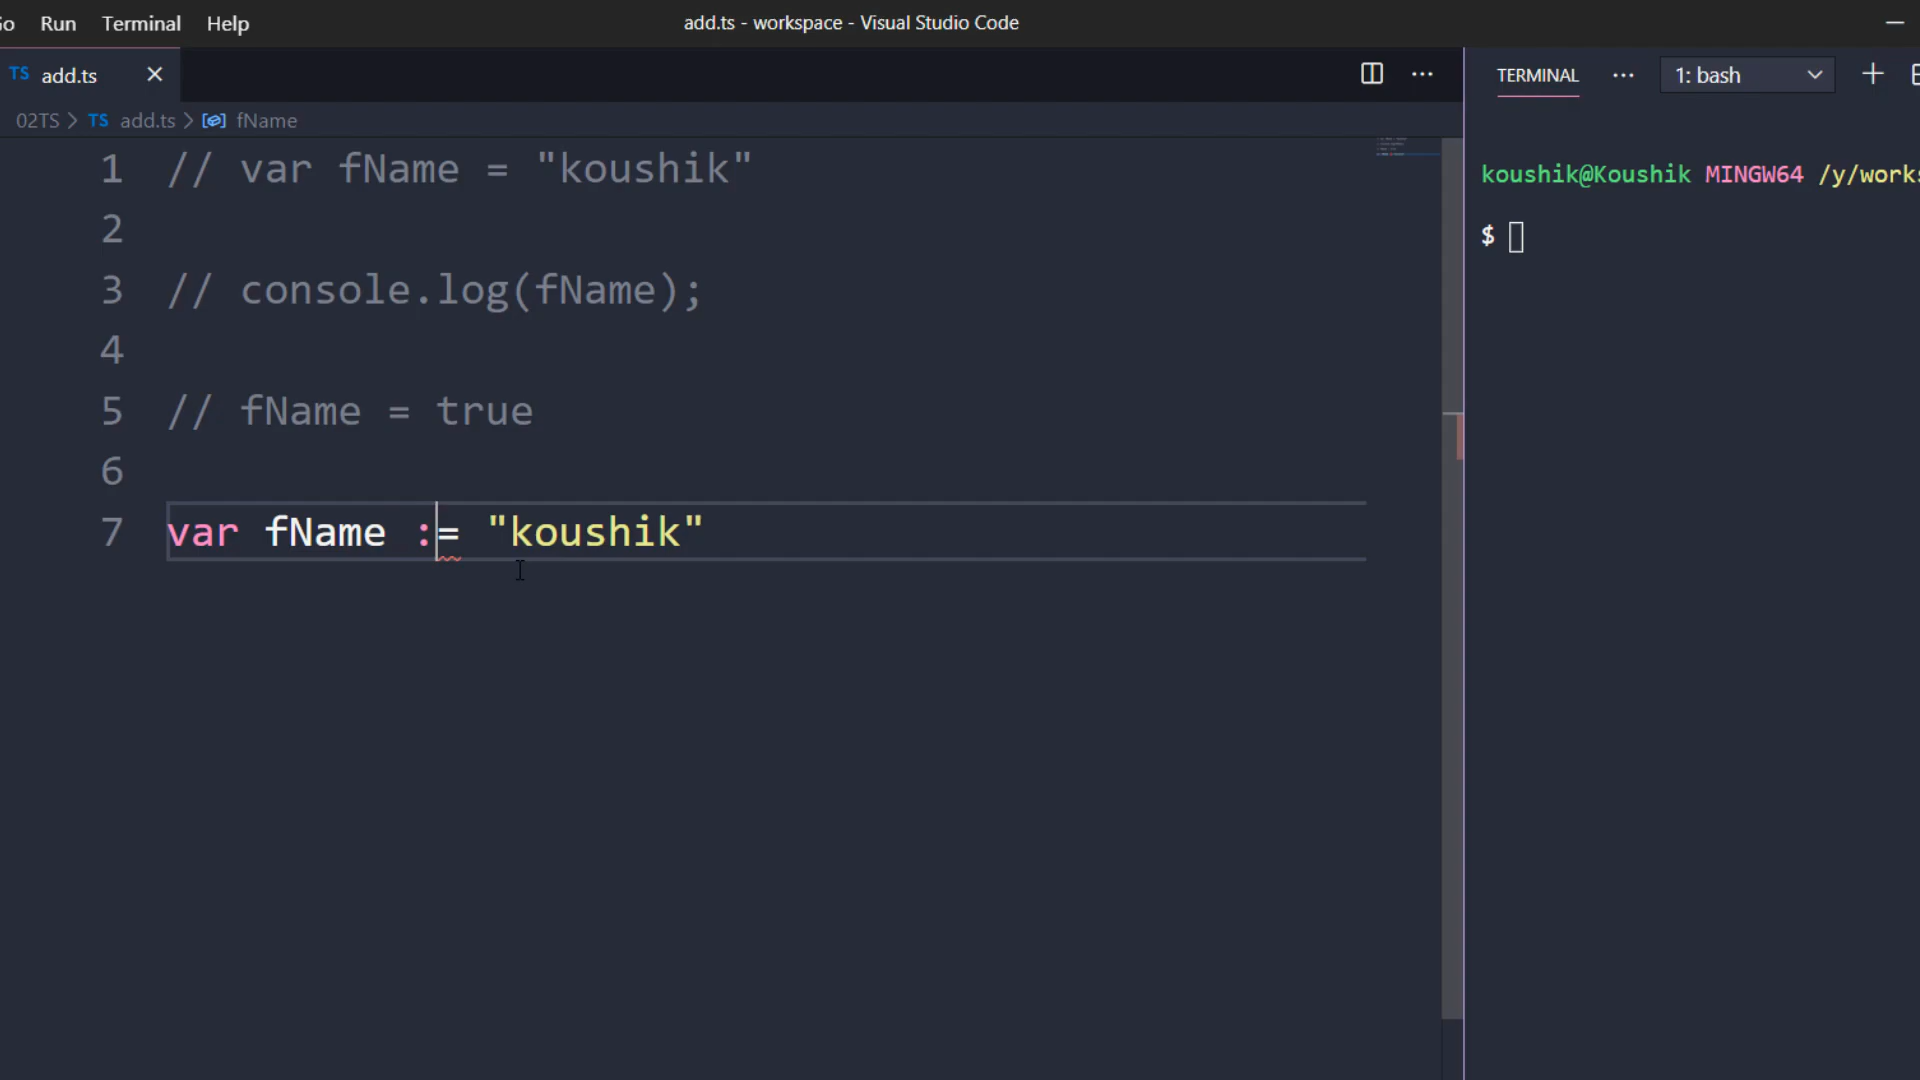 Run Terminal Help
add.ts - workspace - Visual Studio Code
TS add.ts
TERMINAL
1: bash
02TS > TS add.ts > fName
1 // var fName = "koushik"
2
3 // console.log(fName);
4
5 // fName = true
6
7 var fName := "koushik"
koushik@Koushik MINGW64 /y/works
$